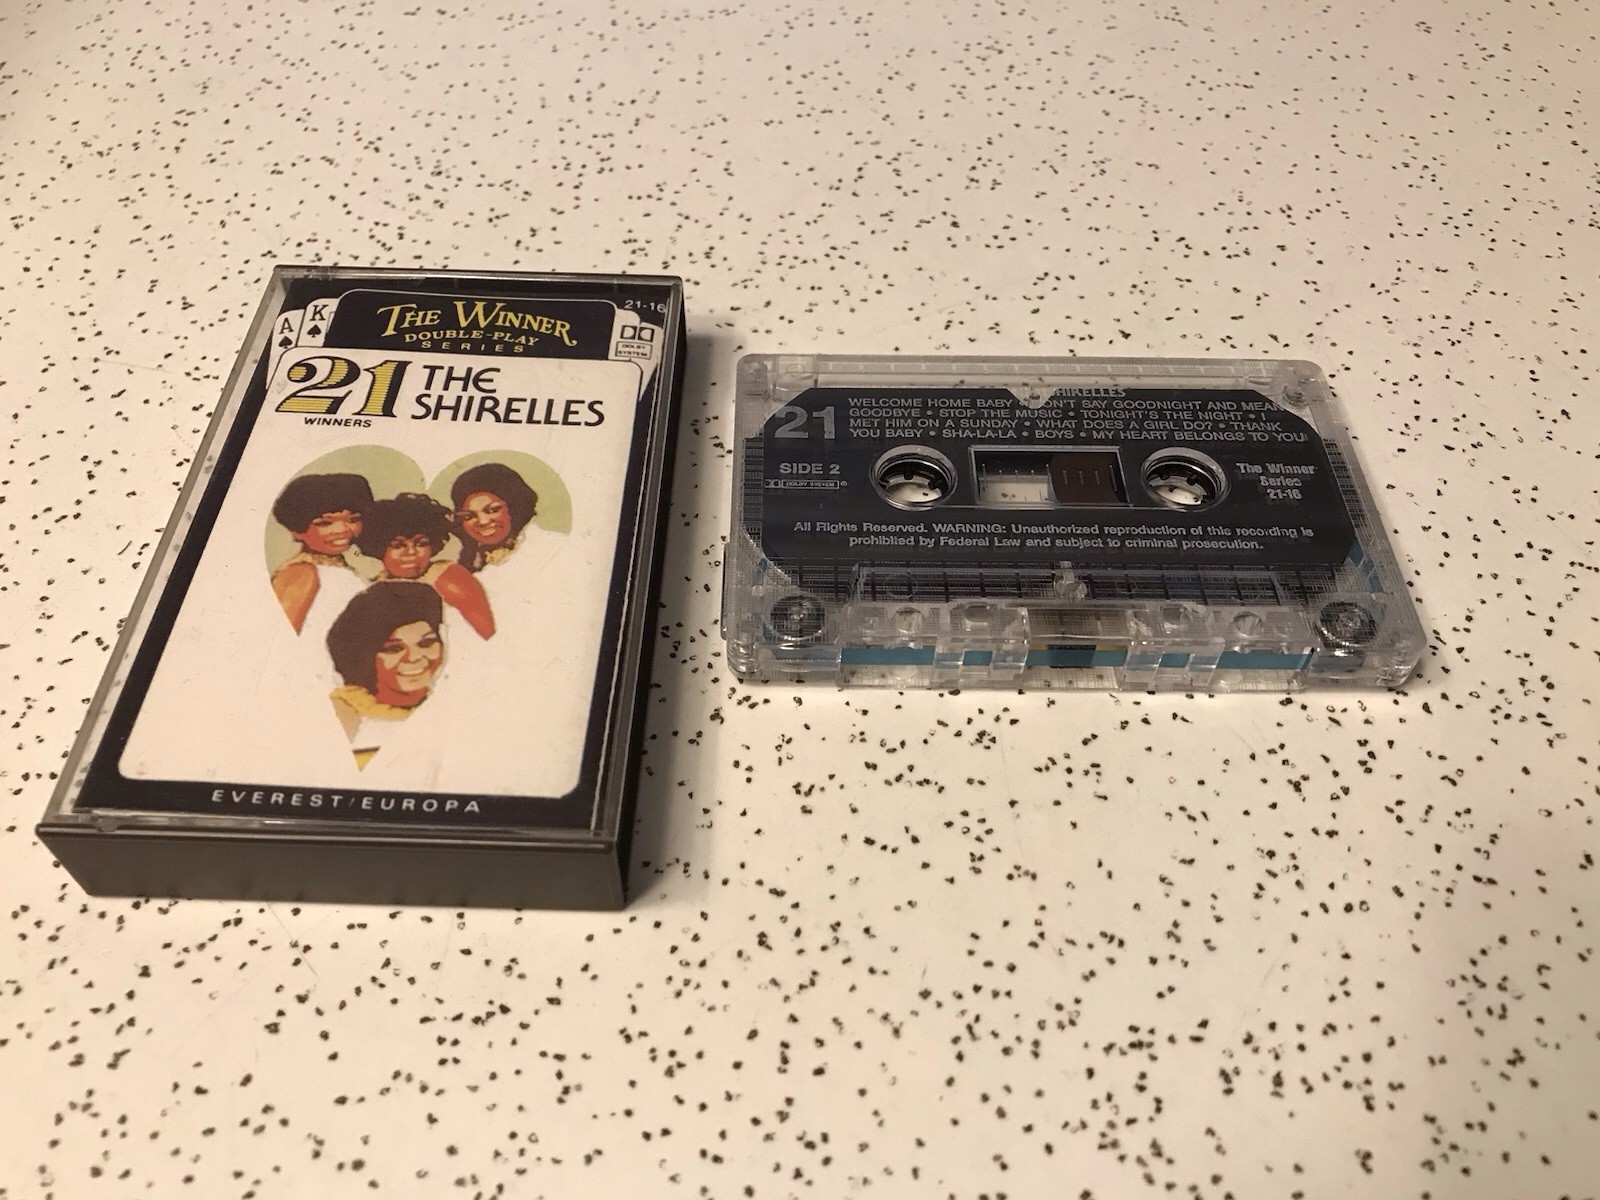 A
K
THE WINNER
DOUBLE-PLAY
SERIES
21-16
DOLBY
SYSTEM
21
WINNERS
THE
SHIRELLES
EVEREST/EUROPA
SHIRELLES
21
WELCOME HOME BABY • DON'T SAY GOODNIGHT AND MEAN
GOODBYE • STOP THE MUSIC • TONIGHT'S THE NIGHT • I
MET HIM ON A SUNDAY • WHAT DOES A GIRL DO? • THANK
YOU BABY • SHA-LA-LA • BOYS • MY HEART BELONGS TO YOU
SIDE 2
DOLBY SYSTEM ®
The Winner
Series
21-16
All Rights Reserved. WARNING: Unauthorized reproduction of this recording is
prohibited by Federal Law and subject to criminal prosecution.